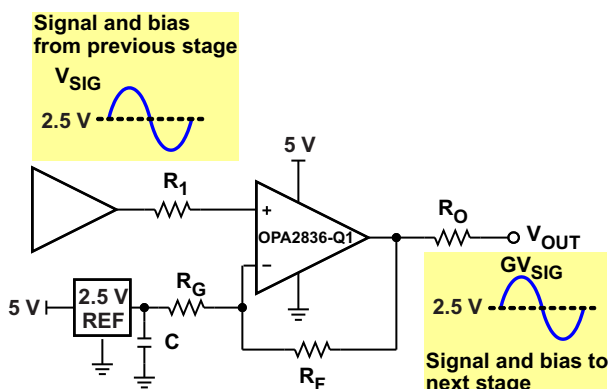 Signal and bias
from previous stage
VSIG
2.5 V
5 V
R1
RO
+
OPA2836-Q1
VOUT
−
GVSIG
RG
5 V
2.5 V
REF
2.5 V
C
RF
Signal and bias to
next stage